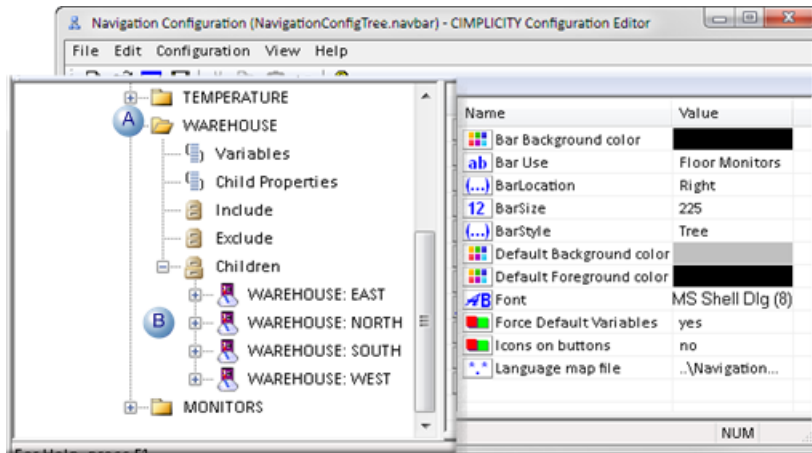 Navigation Configuration (NavigationConfigTree.navbar) - CIMPLICITY Configuration Editor
File Edit Configuration View Help
TEMPERATURE
A
WAREHOUSE
Variables
Child Properties
Include
Exclude
Children
WAREHOUSE: EAST
B
WAREHOUSE: NORTH
WAREHOUSE: SOUTH
WAREHOUSE: WEST
MONITORS
Name Value
Bar Background color
ab Bar Use Floor Monitors
(...) BarLocation Right
12 BarSize 225
(...) BarStyle Tree
Default Background color
Default Foreground color
AB Font MS Shell Dlg (8)
Force Default Variables yes
Icons on buttons no
*.* Language map file ..\Navigation...
NUM